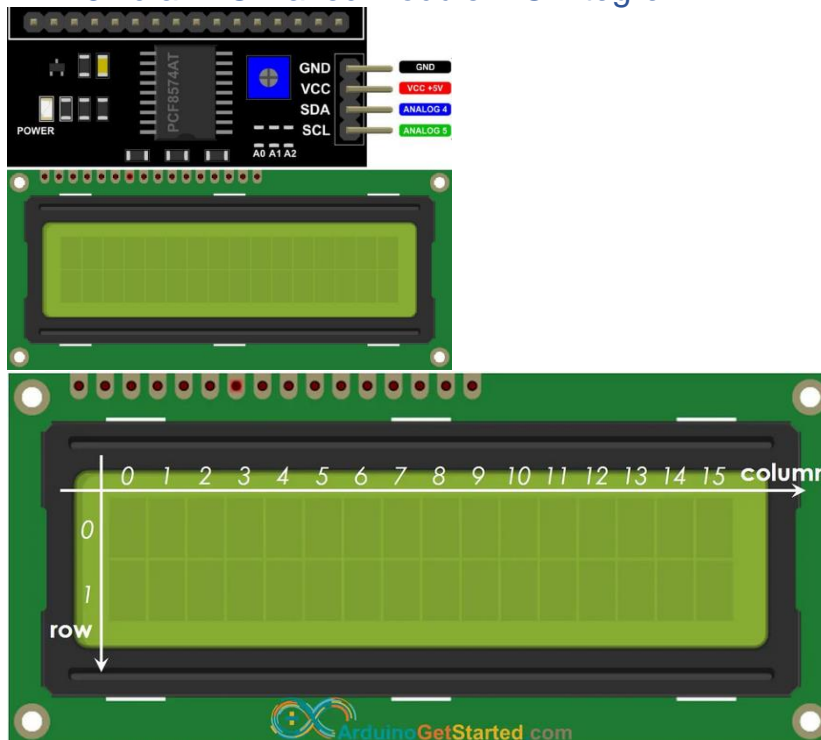 GND GND
VCC VCC +5V
SDA ANALOG 4
SCL ANALOG 5
PCF8574AT
POWER
A0 A1 A2
0 1 2 3 4 5 6 7 8 9 10 11 12 13 14 15 column
0
1
row
ArduinoGetStarted.com